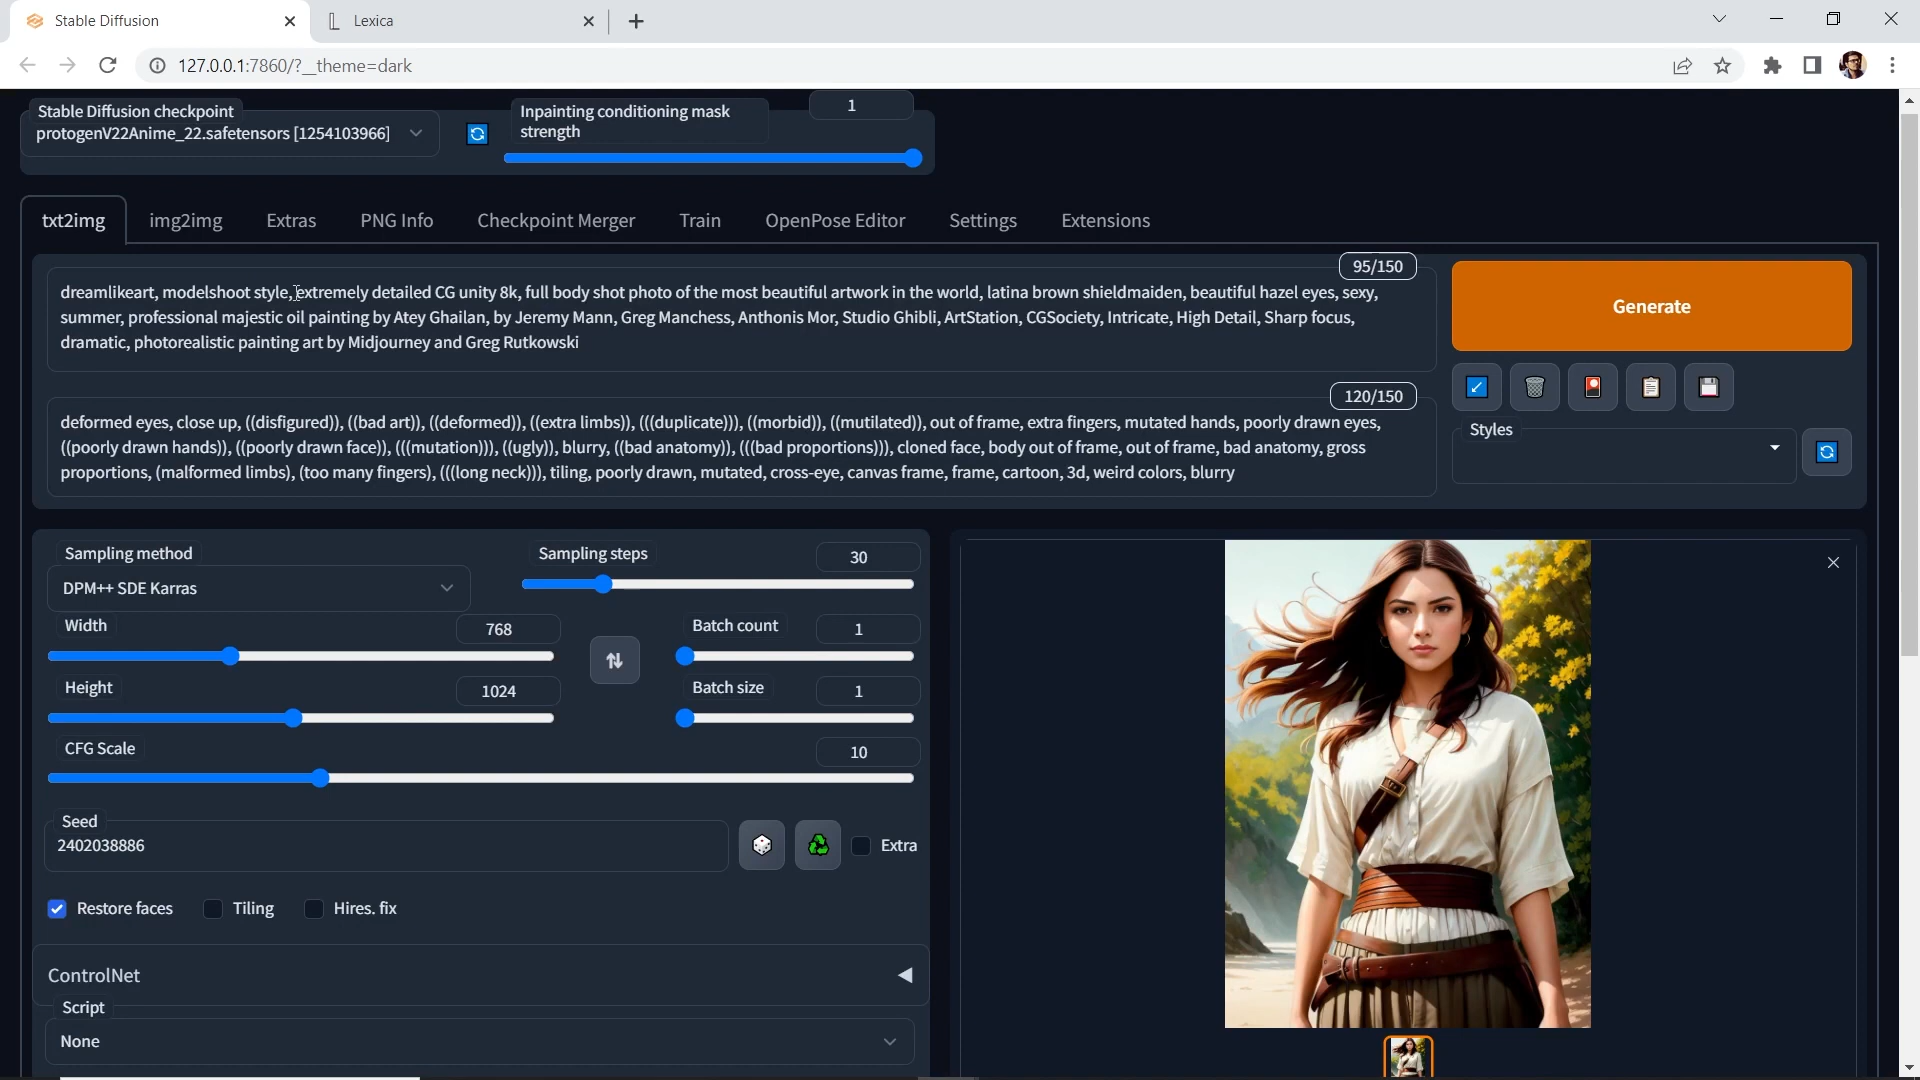 Stable Diffusion
Lexica
127.0.0.1:7860/?__theme=dark
Stable Diffusion checkpoint
protogenV22Anime_22.safetensors [1254103966]
Inpainting conditioning mask
strength
1
txt2img
img2img
Extras
PNG Info
Checkpoint Merger
Train
OpenPose Editor
Settings
Extensions
95/150
dreamlikeart, modelshoot style, extremely detailed CG unity 8k, full body shot photo of the most beautiful artwork in the world, latina brown shieldmaiden, beautiful hazel eyes, sexy,
summer, professional majestic oil painting by Atey Ghailan, by Jeremy Mann, Greg Manchess, Anthonis Mor, Studio Ghibli, ArtStation, CGSociety, Intricate, High Detail, Sharp focus,
dramatic, photorealistic painting art by Midjourney and Greg Rutkowski
Generate
120/150
deformed eyes, close up, ((disfigured)), ((bad art)), ((deformed)), ((extra limbs)), (((duplicate))), ((morbid)), ((mutilated)), out of frame, extra fingers, mutated hands, poorly drawn eyes,
((poorly drawn hands)), ((poorly drawn face)), (((mutation))), ((ugly)), blurry, ((bad anatomy)), (((bad proportions))), cloned face, body out of frame, out of frame, bad anatomy, gross
proportions, (malformed limbs), (too many fingers), (((long neck))), tiling, poorly drawn, mutated, cross-eye, canvas frame, frame, cartoon, 3d, weird colors, blurry
Styles
Sampling method
DPM++ SDE Karras
Sampling steps
30
Width
768
Batch count
1
Height
1024
Batch size
1
CFG Scale
10
Seed
2402038886
Extra
Restore faces
Tiling
Hires. fix
ControlNet
Script
None